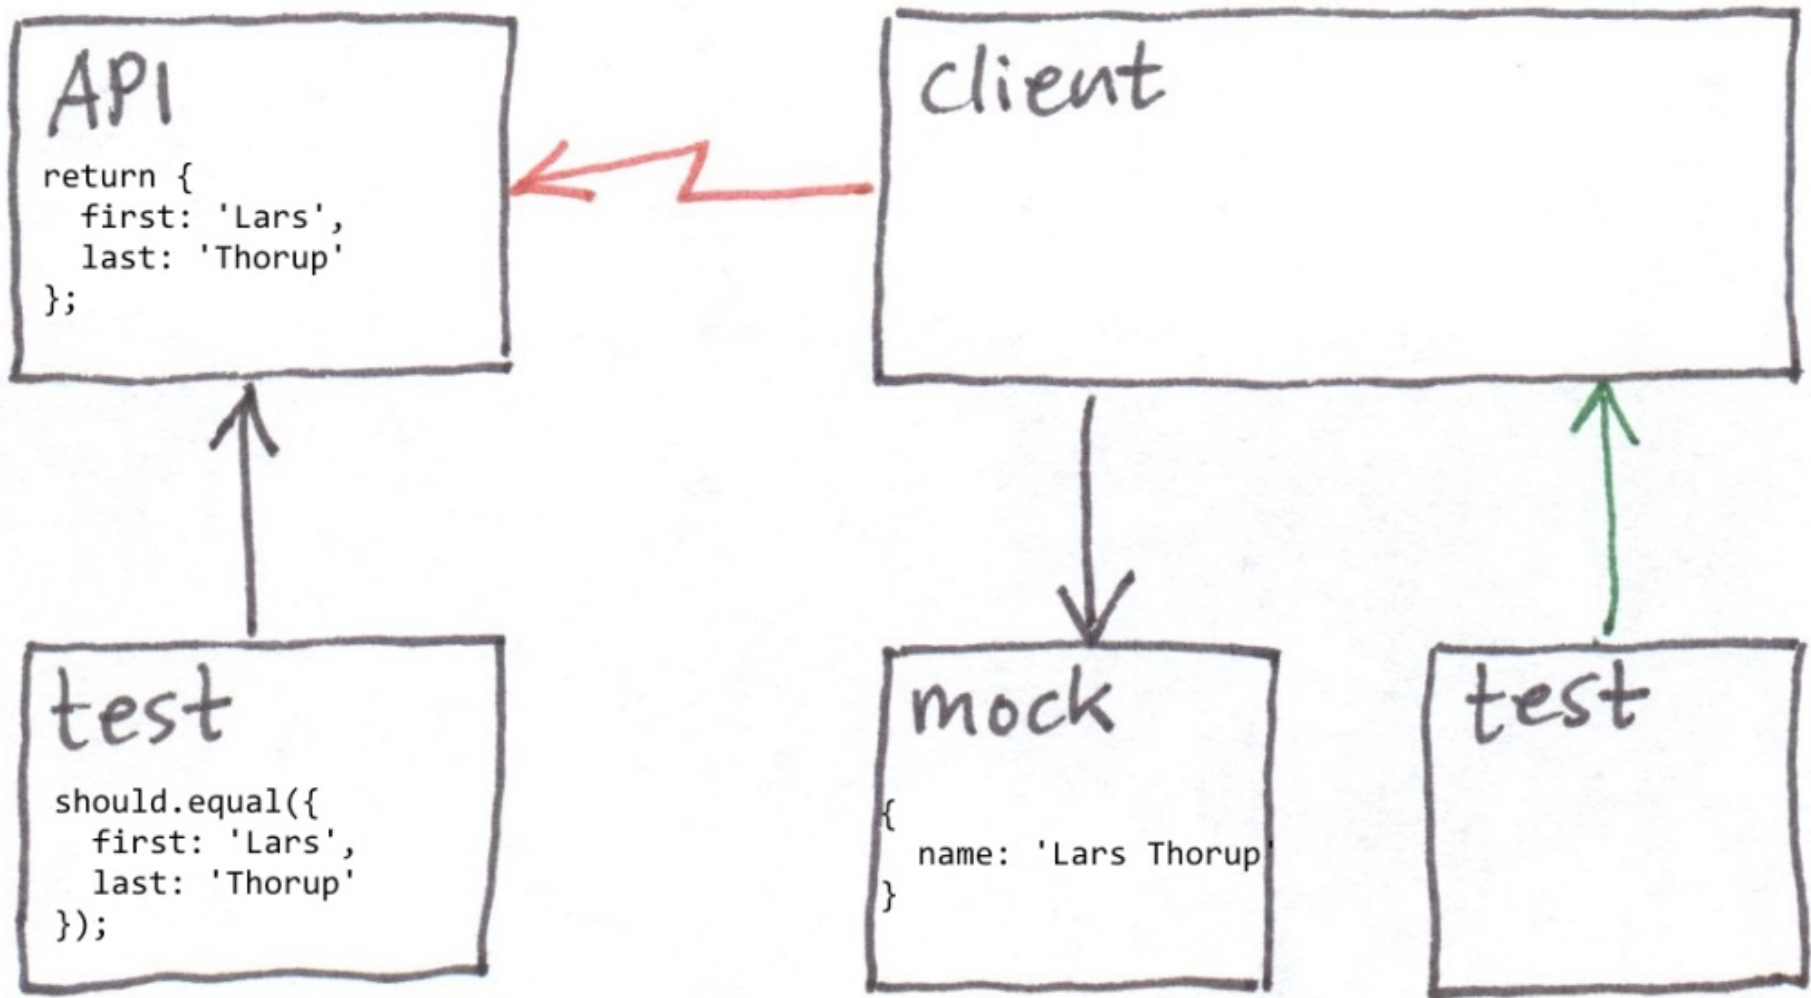 API
return {
  first: 'Lars',
  last: 'Thorup'
};
client
test
should.equal({
  first: 'Lars',
  last: 'Thorup'
});
mock
{
  name: 'Lars Thorup'
}
test